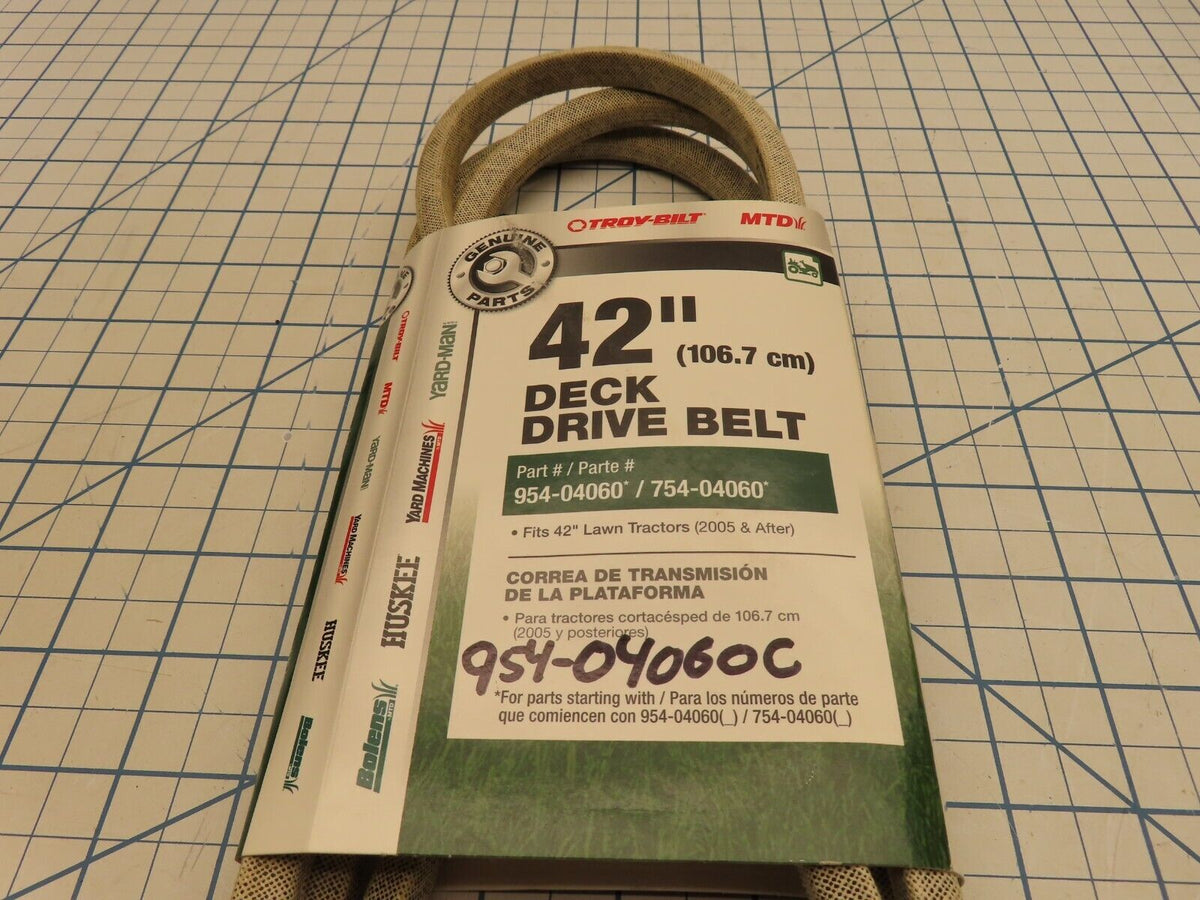 TROY-BILT MTD
GENUINE
PARTS
42" (106.7 cm)
DECK
DRIVE BELT
Part # / Parte #
954-04060* / 754-04060*
• Fits 42" Lawn Tractors (2005 & After)
CORREA DE TRANSMISIÓN
DE LA PLATAFORMA
• Para tractores cortacésped de 106.7 cm
(2005 y posteriores)
954-04060C
*For parts starting with / Para los números de parte
que comiencen con 954-04060(_) / 754-04060(_)
YARD-MAN
YARD MACHINES
HUSKEE
Bolens
TROY-BILT
MTD
YARD-MAN
YARD MACHINES
HUSKEE
Bolens